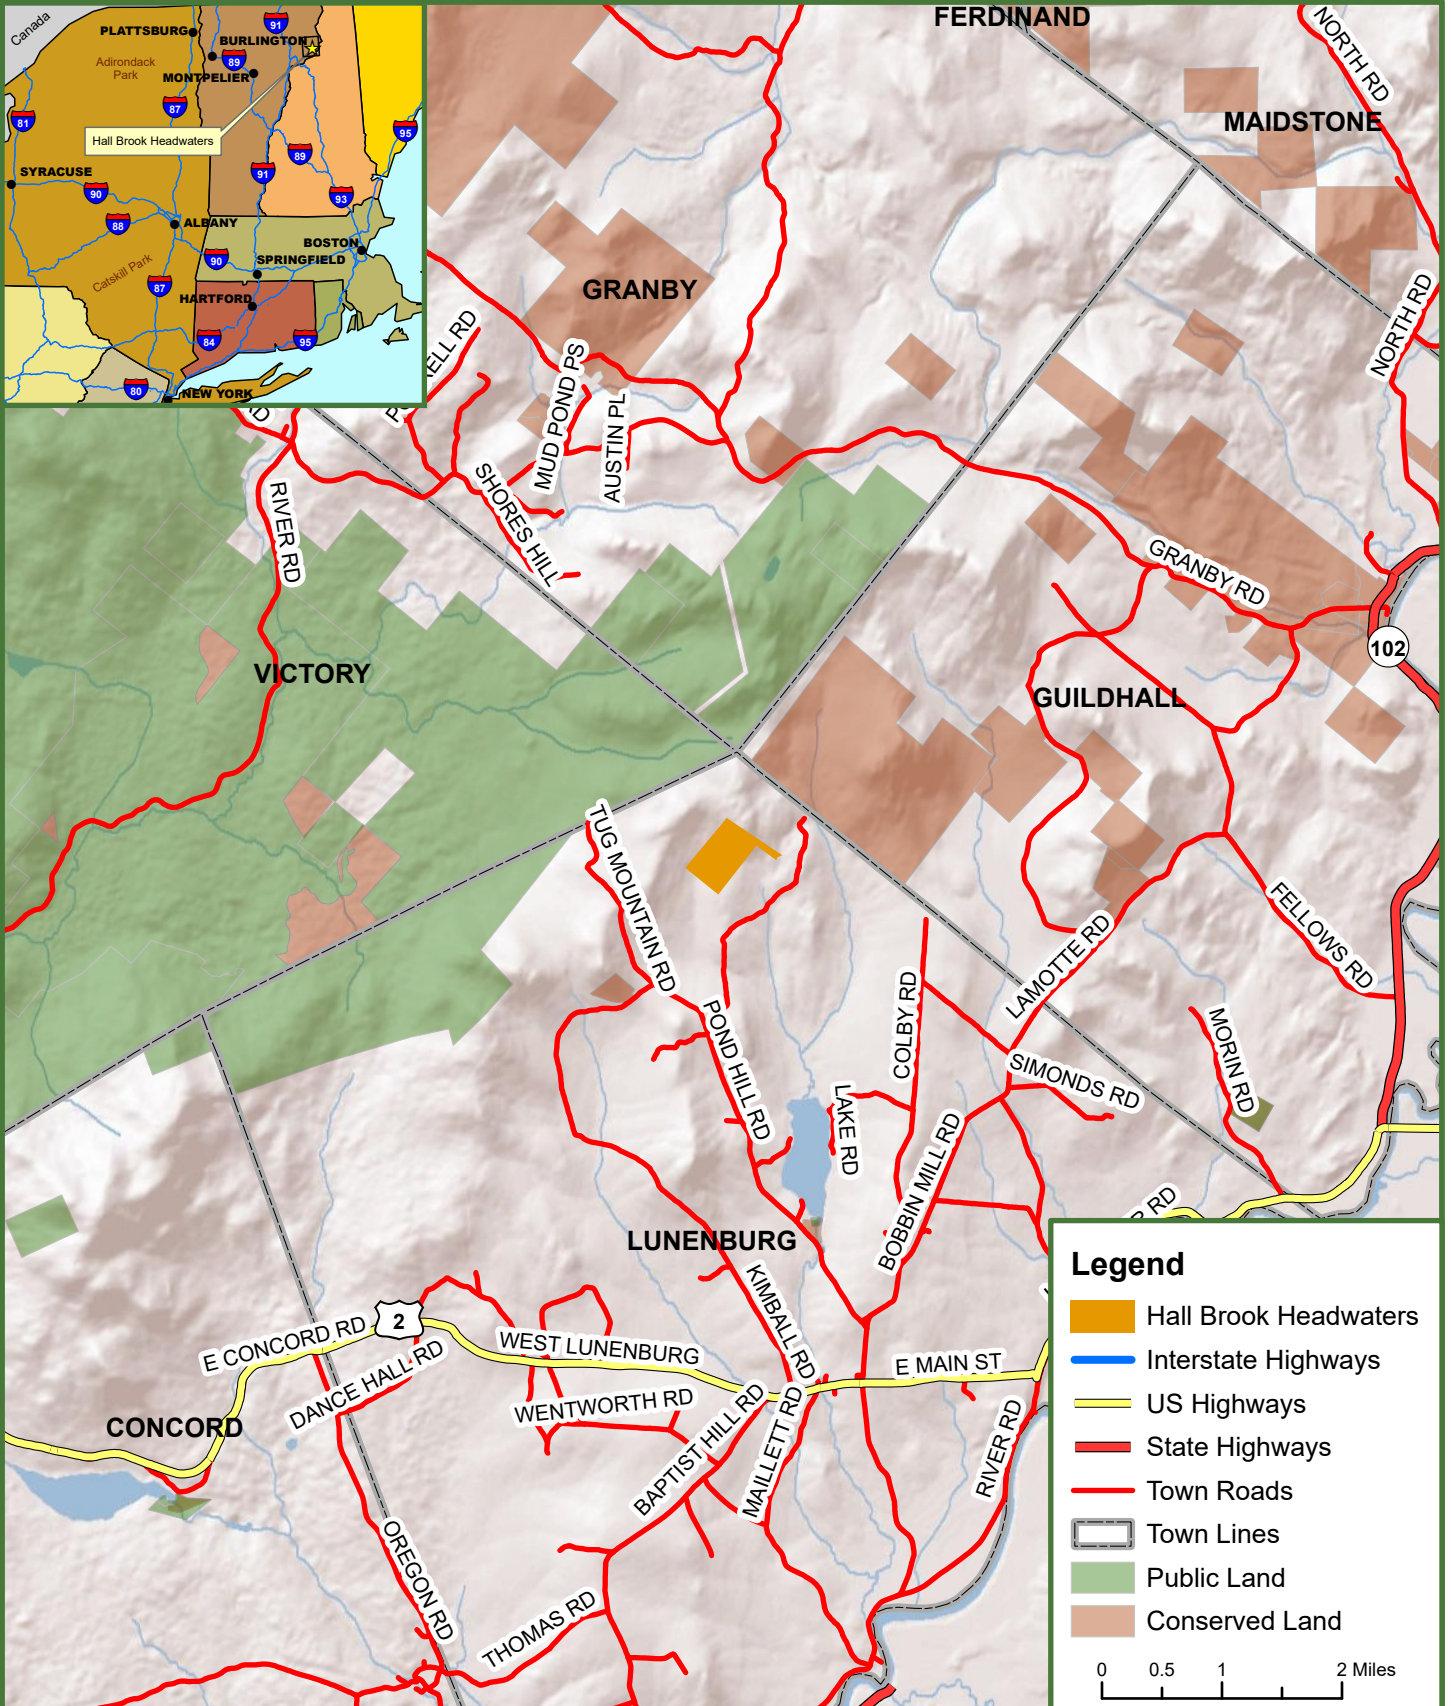 Canada
PLATTSBURG
91
BURLINGTON
89
Adirondack
Park
MONTPELIER
87
81
Hall Brook Headwaters
95
89
91
SYRACUSE
90
93
88
ALBANY
BOSTON
90
SPRINGFIELD
Catskill Park
87
HARTFORD
84
95
80
NEW YORK
FERDINAND
NORTH RD
MAIDSTONE
GRANBY
NORTH RD
ELL RD
MUD POND PS
AUSTIN PL
RD
SHORES HILL
RIVER RD
GRANBY RD
102
VICTORY
GUILDHALL
TUG MOUNTAIN RD
FELLOWS RD
LAMOTTE RD
COLBY RD
POND HILL RD
MORIN RD
SIMONDS RD
LAKE RD
BOBBIN MILL RD
R RD
LUNENBURG
KIMBALL RD
2
E CONCORD RD
WEST LUNENBURG
E MAIN ST
DANCE HALL RD
WENTWORTH RD
BAPTIST HILL RD
MAILLETT RD
RIVER RD
CONCORD
OREGON RD
THOMAS RD
Legend
Hall Brook Headwaters
Interstate Highways
US Highways
State Highways
Town Roads
Town Lines
Public Land
Conserved Land
0 0.5 1 2 Miles